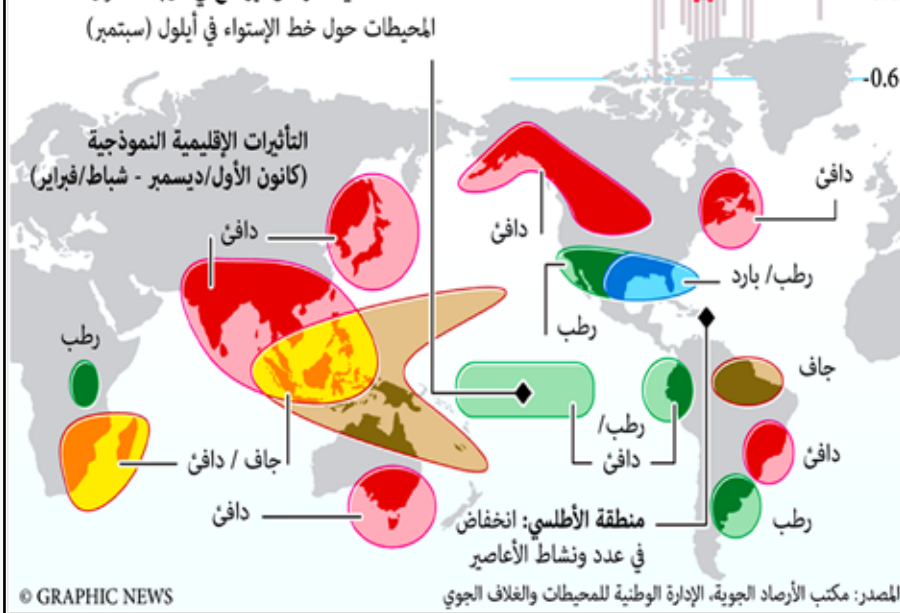 المحيطات حول خط الإستواء في أيلول (سبتمبر)
-0.6
التأثيرات الإقليمية النموذجية
(كانون الأول/ديسمبر - شباط/فبراير)
دافئ
دافئ
دافئ
رطب/ بارد
رطب
رطب
جاف
رطب/
دافئ
جاف / دافئ
دافئ
دافئ
رطب
منطقة الأطلسي: انخفاض
في عدد ونشاط الأعاصير
© GRAPHIC NEWS
المصدر: مكتب الأرصاد الجوية، الإدارة الوطنية للمحيطات والغلاف الجوي